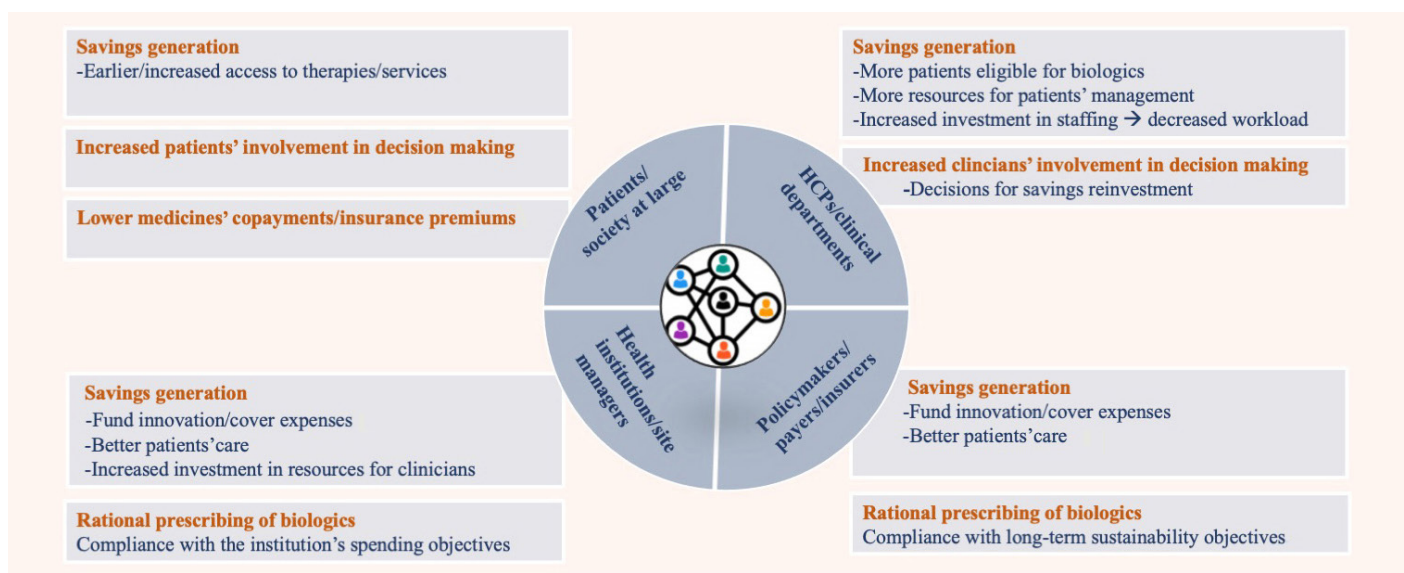 Savings generation
-Earlier/increased access to therapies/services
Increased patients' involvement in decision making
Lower medicines' copayments/insurance premiums
Savings generation
-More patients eligible for biologics
-More resources for patients' management
-Increased investment in staffing → decreased workload
Increased clincians' involvement in decision making
-Decisions for savings reinvestment
Patients/
society at large
HCPs/clinical
departments
Health
institutions/site
managers
Policymakers/
payers/insurers
Savings generation
-Fund innovation/cover expenses
-Better patients'care
-Increased investment in resources for clinicians
Rational prescribing of biologics
Compliance with the institution's spending objectives
Savings generation
-Fund innovation/cover expenses
-Better patients'care
Rational prescribing of biologics
Compliance with long-term sustainability objectives